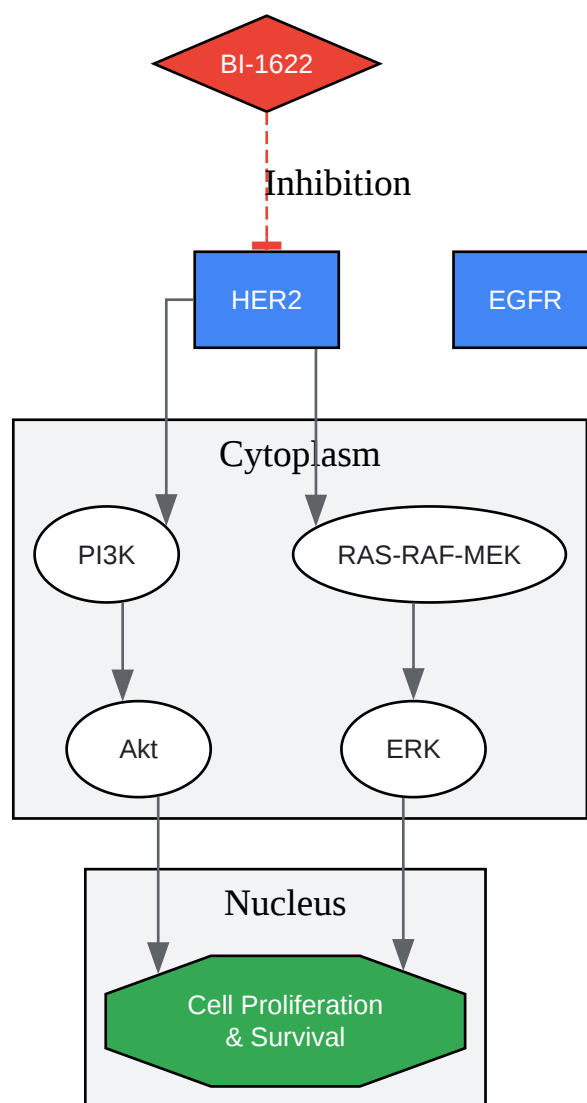 BI-1622
Inhibition
HER2
EGFR
Cytoplasm
PI3K
RAS-RAF-MEK
Akt
ERK
Nucleus
Cell Proliferation
& Survival